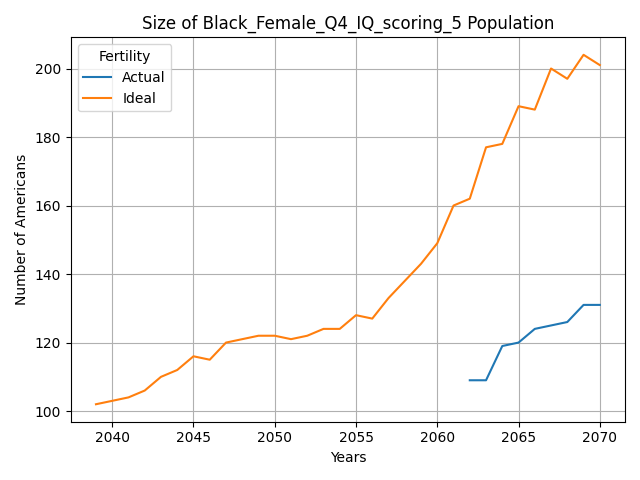 Size of Black_Female_Q4_IQ_scoring_5 Population
Fertility
Actual
Ideal
Number of Americans
200
180
160
140
120
100
2040 2045 2050 2055 2060 2065 2070
Years